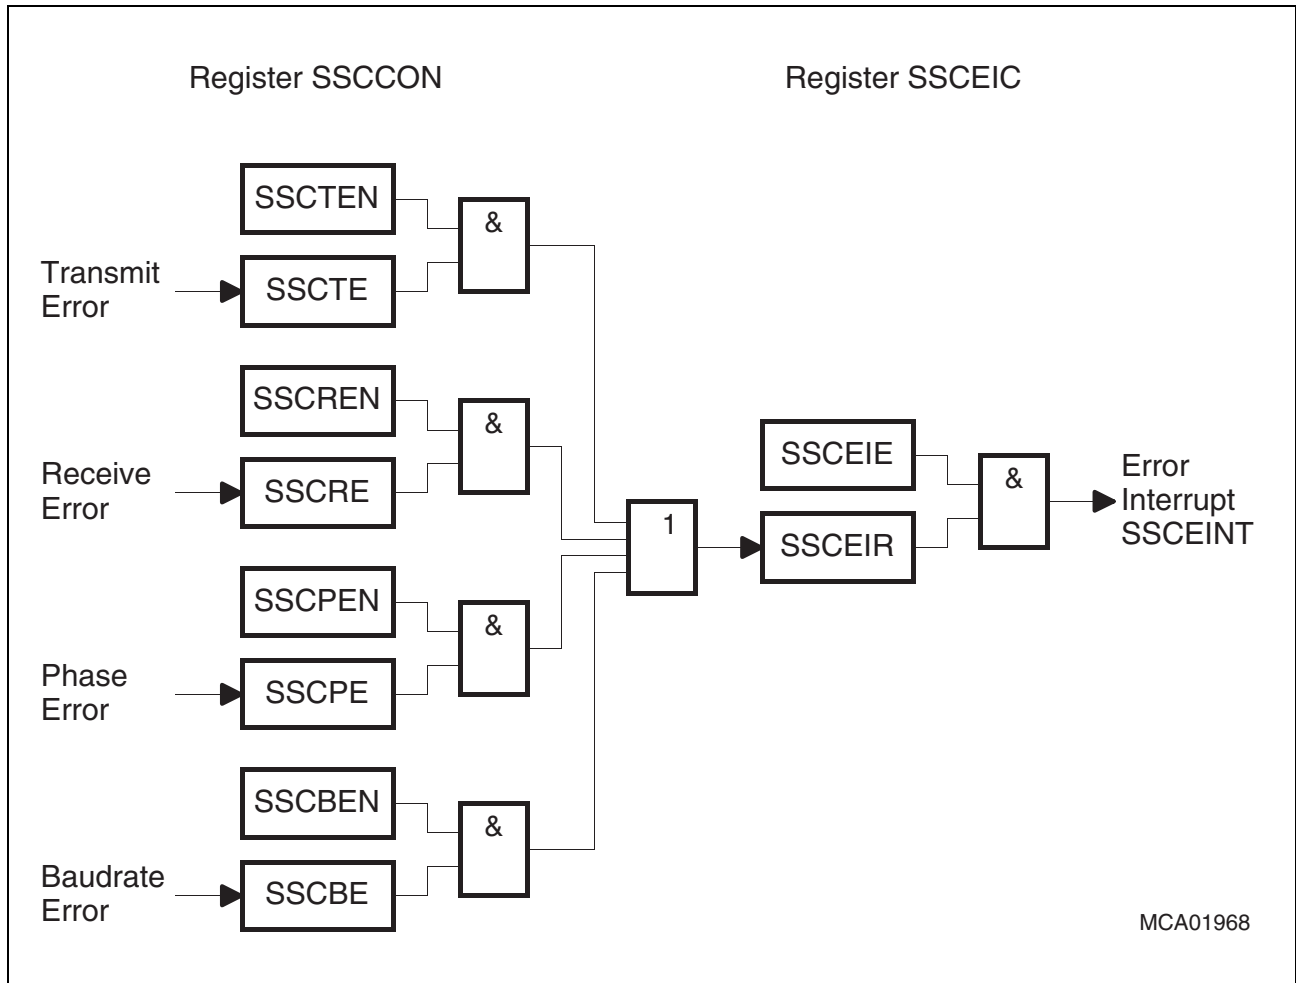 Register SSCCON
Register SSCEIC
SSCTEN
&
Transmit
Error
SSCTE
SSCREN
&
Receive
Error
SSCRE
SSCPEN
&
Phase
Error
SSCPE
SSCBEN
&
Baudrate
Error
SSCBE
1
SSCEIE
SSCEIR
&
Error
Interrupt
SSCEINT
MCA01968